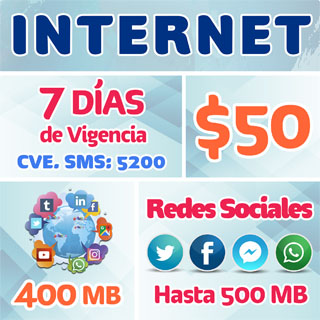 INTERNET
7 DÍAS
de Vigencia
CVE. SMS: 5200
$50
400 MB
Redes Sociales
Hasta 500 MB